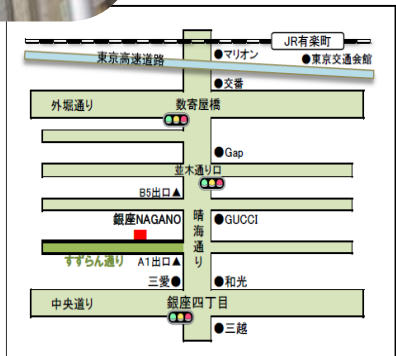 JR有楽町
東京高速道路
●マリオン
●東京交通会館
●交番
外堀通り
数寄屋橋
●Gap
並木通り口
B5出口▲
銀座NAGANO
晴海通り
●GUCCI
すずらん通り
A1出口▲
三愛●
●和光
中央道り
銀座四丁目
●三越